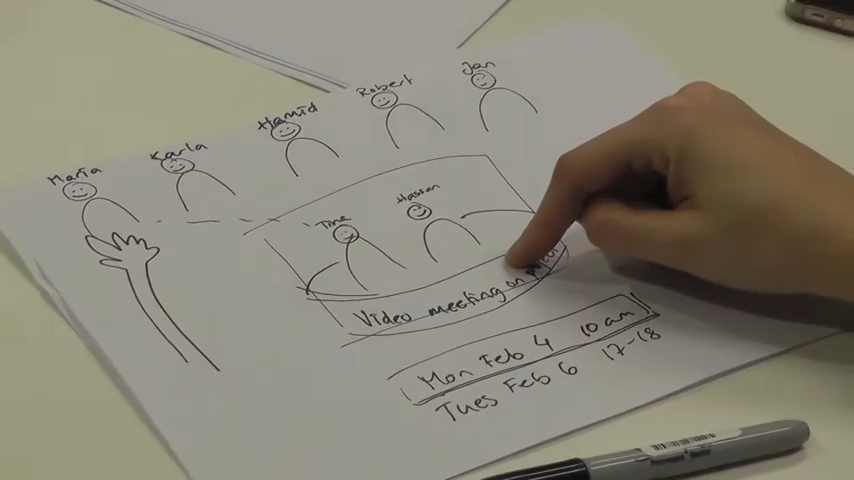 Maria
Karla
Hamid
Robert
Jan
Tine
Hassan
Video meeting on
Mon Feb 4 10 am
Tues Feb 6 17-18